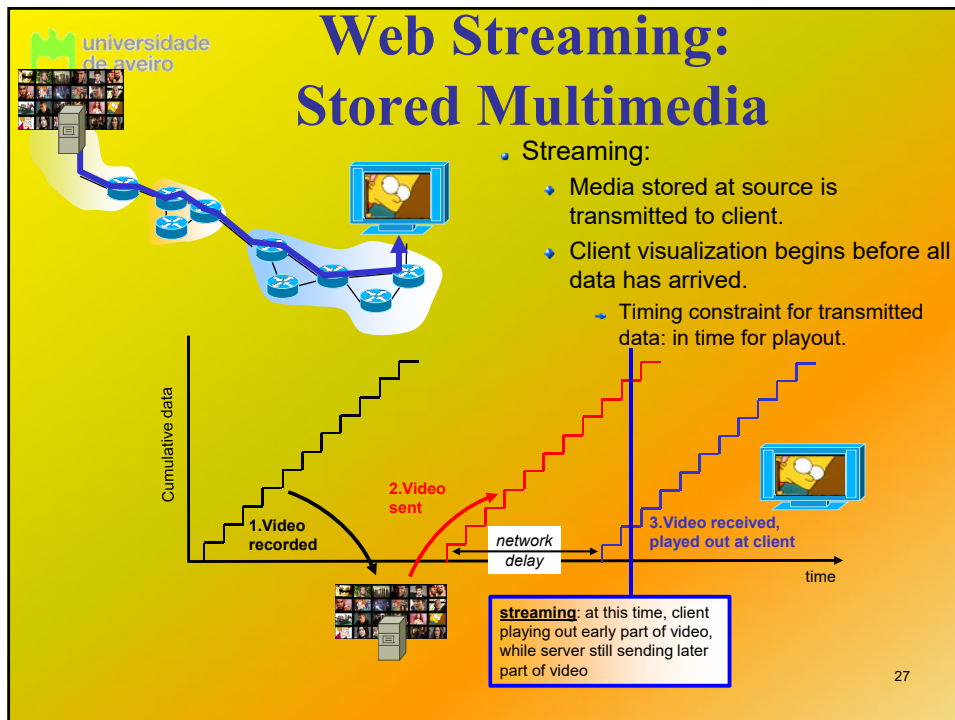 universidade
de aveiro
Web Streaming:
Stored Multimedia
Streaming:
Media stored at source is
transmitted to client.
Client visualization begins before all
data has arrived.
Timing constraint for transmitted
data: in time for playout.
Cumulative data
1.Video
recorded
2.Video
sent
network
delay
3.Video received,
played out at client
time
streaming: at this time, client
playing out early part of video,
while server still sending later
part of video
27